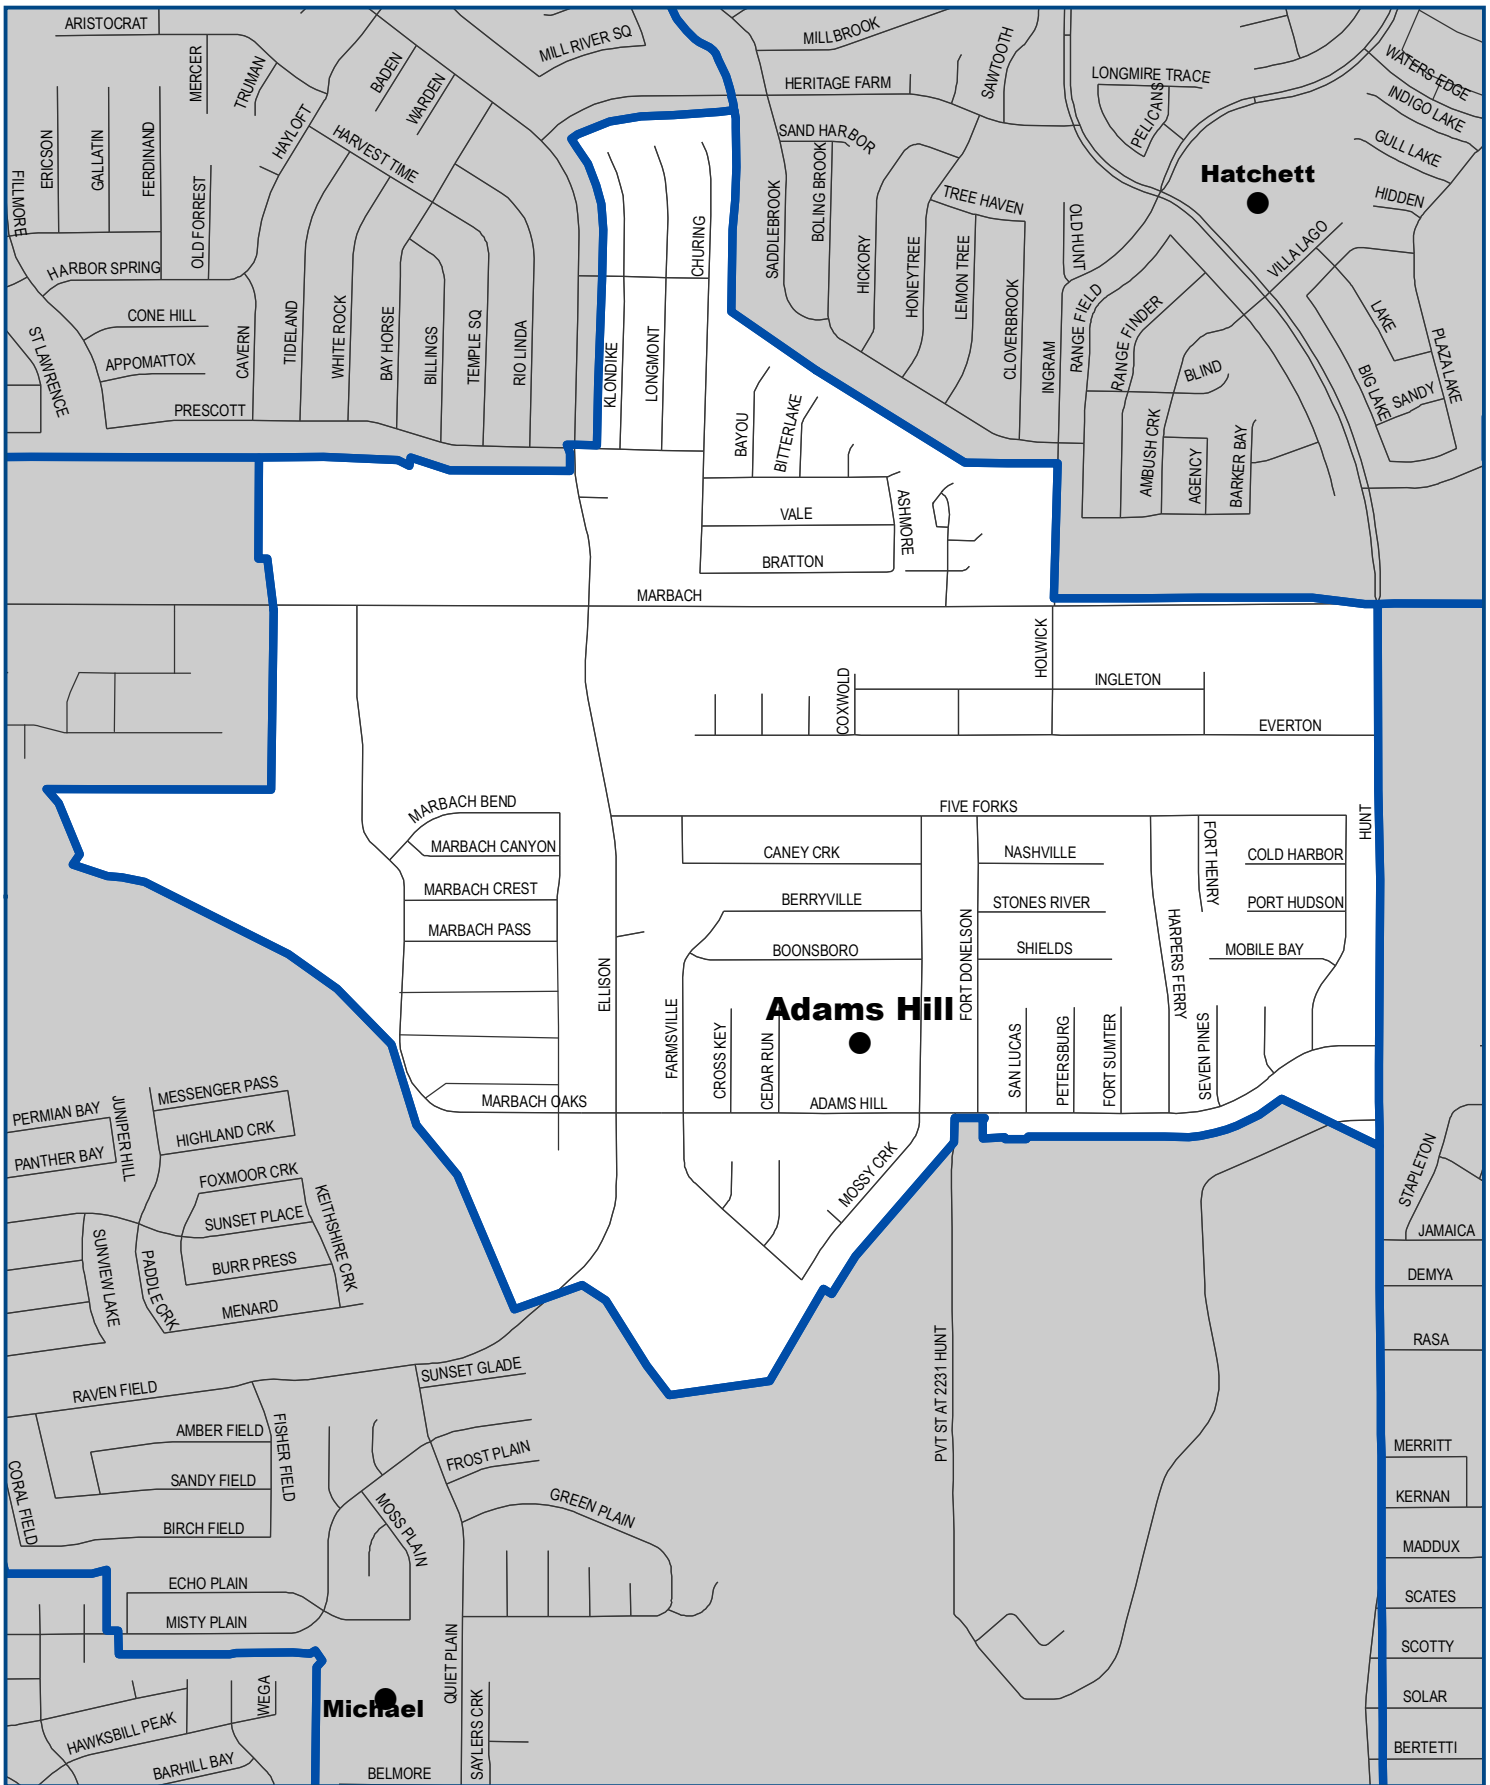 ARISTOCRAT
MERCER
TRUMAN
BADEN
WARDEN
MILL RIVER SQ
MILLBROOK
SAWTOOTH
HERITAGE FARM
LONGMIRE TRACE
PELICANS
WATERS EDGE
INDIGO LAKE
GULL LAKE
HIDDEN
Hatchett
FILLMORE
ERICSON
GALLATIN
FERDINAND
OLD FORREST
HAYLOFT
HARVEST TIME
SAND HARBOR
SADDLEBROOK
BOLING BROOK
HICKORY
HONEYTREE
LEMON TREE
TREE HAVEN
CLOVERBROOK
OLD HUNT
INGRAM
RANGE FIELD
RANGE FINDER
VILLA LAGO
LAKE
PLAZA LAKE
BIG LAKE
SANDY
BLIND
AMBUSH CRK
AGENCY
BARKER BAY
HARBOR SPRING
CONE HILL
APPOMATTOX
ST LAWRENCE
PRESCOTT
CAVERN
TIDELAND
WHITE ROCK
BAY HORSE
BILLINGS
TEMPLE SQ
RIO LINDA
KLONDIKE
LONGMONT
CHURING
BAYOU
BITTERLAKE
VALE
ASHMORE
BRATTON
MARBACH
HOLWICK
COXWOLD
INGLETON
EVERTON
HUNT
MARBACH BEND
MARBACH CANYON
MARBACH CREST
MARBACH PASS
MARBACH OAKS
ELLISON
FIVE FORKS
CANEY CRK
BERRYVILLE
BOONSBORO
FARMSVILLE
CROSS KEY
CEDAR RUN
Adams Hill
ADAMS HILL
MOSSY CRK
FORT DONELSON
NASHVILLE
STONES RIVER
SHIELDS
SAN LUCAS
PETERSBURG
FORT SUMTER
HARPERS FERRY
FORT HENRY
COLD HARBOR
PORT HUDSON
MOBILE BAY
SEVEN PINES
PERMIAN BAY
PANTHER BAY
JUNIPER HILL
MESSENGER PASS
HIGHLAND CRK
FOXMOOR CRK
SUNSET PLACE
BURR PRESS
MENARD
KEITHSHIRE CRK
SUNVIEW LAKE
PADDLE CRK
STAPLETON
JAMAICA
DEMYA
RASA
MERRITT
KERNAN
MADDUX
SCATES
SCOTTY
SOLAR
BERTETTI
PVT ST AT 2231 HUNT
RAVEN FIELD
SUNSET GLADE
AMBER FIELD
SANDY FIELD
BIRCH FIELD
CORAL FIELD
FISHER FIELD
FROST PLAIN
GREEN PLAIN
MOSS PLAIN
ECHO PLAIN
MISTY PLAIN
QUIET PLAIN
SAYLERS CRK
Michael
WEGA
HAWKSBILL PEAK
BARHILL BAY
BELMORE